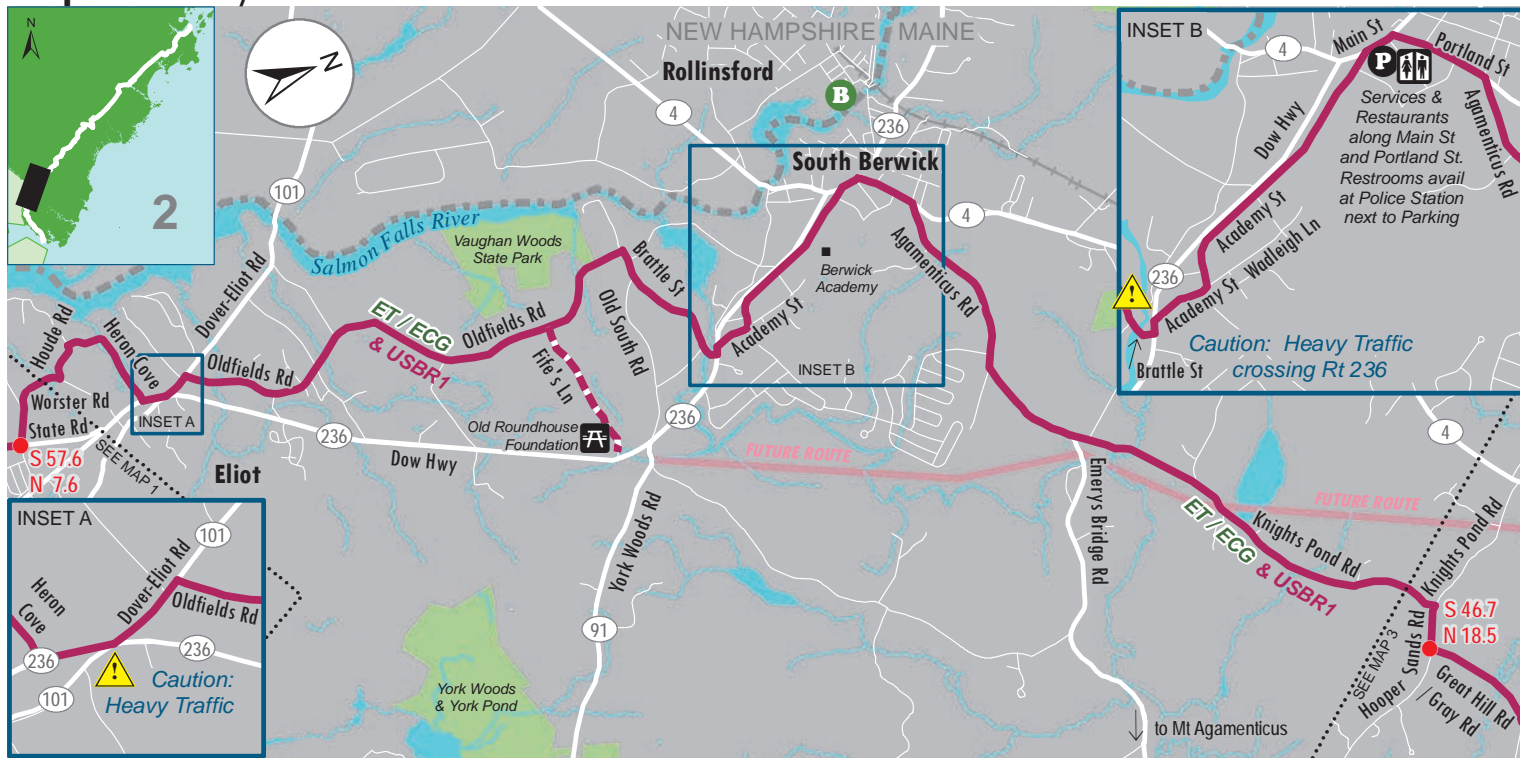 N
2
N
NEW HAMPSHIRE
MAINE
Rollinsford
B
4
236
South Berwick
101
Salmon Falls River
Vaughan Woods
State Park
Dover-Eliot Rd
Brattle St
Old South Rd
Academy St
Berwick
Academy
4
Agamenticus Rd
INSET B
Houde Rd
Heron Cove
ET / ECG
& USBR1
Oldfields Rd
Oldfields Rd
Fife's Ln
Worster Rd
State Rd
INSET A
SEE MAP 1
S 57.6
N 7.6
236
Dow Hwy
Old Roundhouse
Foundation
236
Eliot
FUTURE ROUTE
York Woods Rd
91
York Woods
& York Pond
Emerys Bridge Rd
to Mt Agamenticus
ET / ECG
& USBR1
Knights Pond Rd
FUTURE ROUTE
Knights Pond Rd
4
S 46.7
N 18.5
SEE MAP 3
Hooper Sands Rd
Great Hill Rd
/ Gray Rd
INSET A
101
Dover-Eliot Rd
Heron
Cove
Oldfields Rd
236
236
101
!
Caution:
Heavy Traffic
INSET B
4
Main St
Portland St
P
Agamenticus Rd
Dow Hwy
Services &
Restaurants
along Main St
and Portland St.
Restrooms avail
at Police Station
next to Parking
Academy St
Wadleigh Ln
236
!
Academy St
Brattle St
Caution: Heavy Traffic
crossing Rt 236